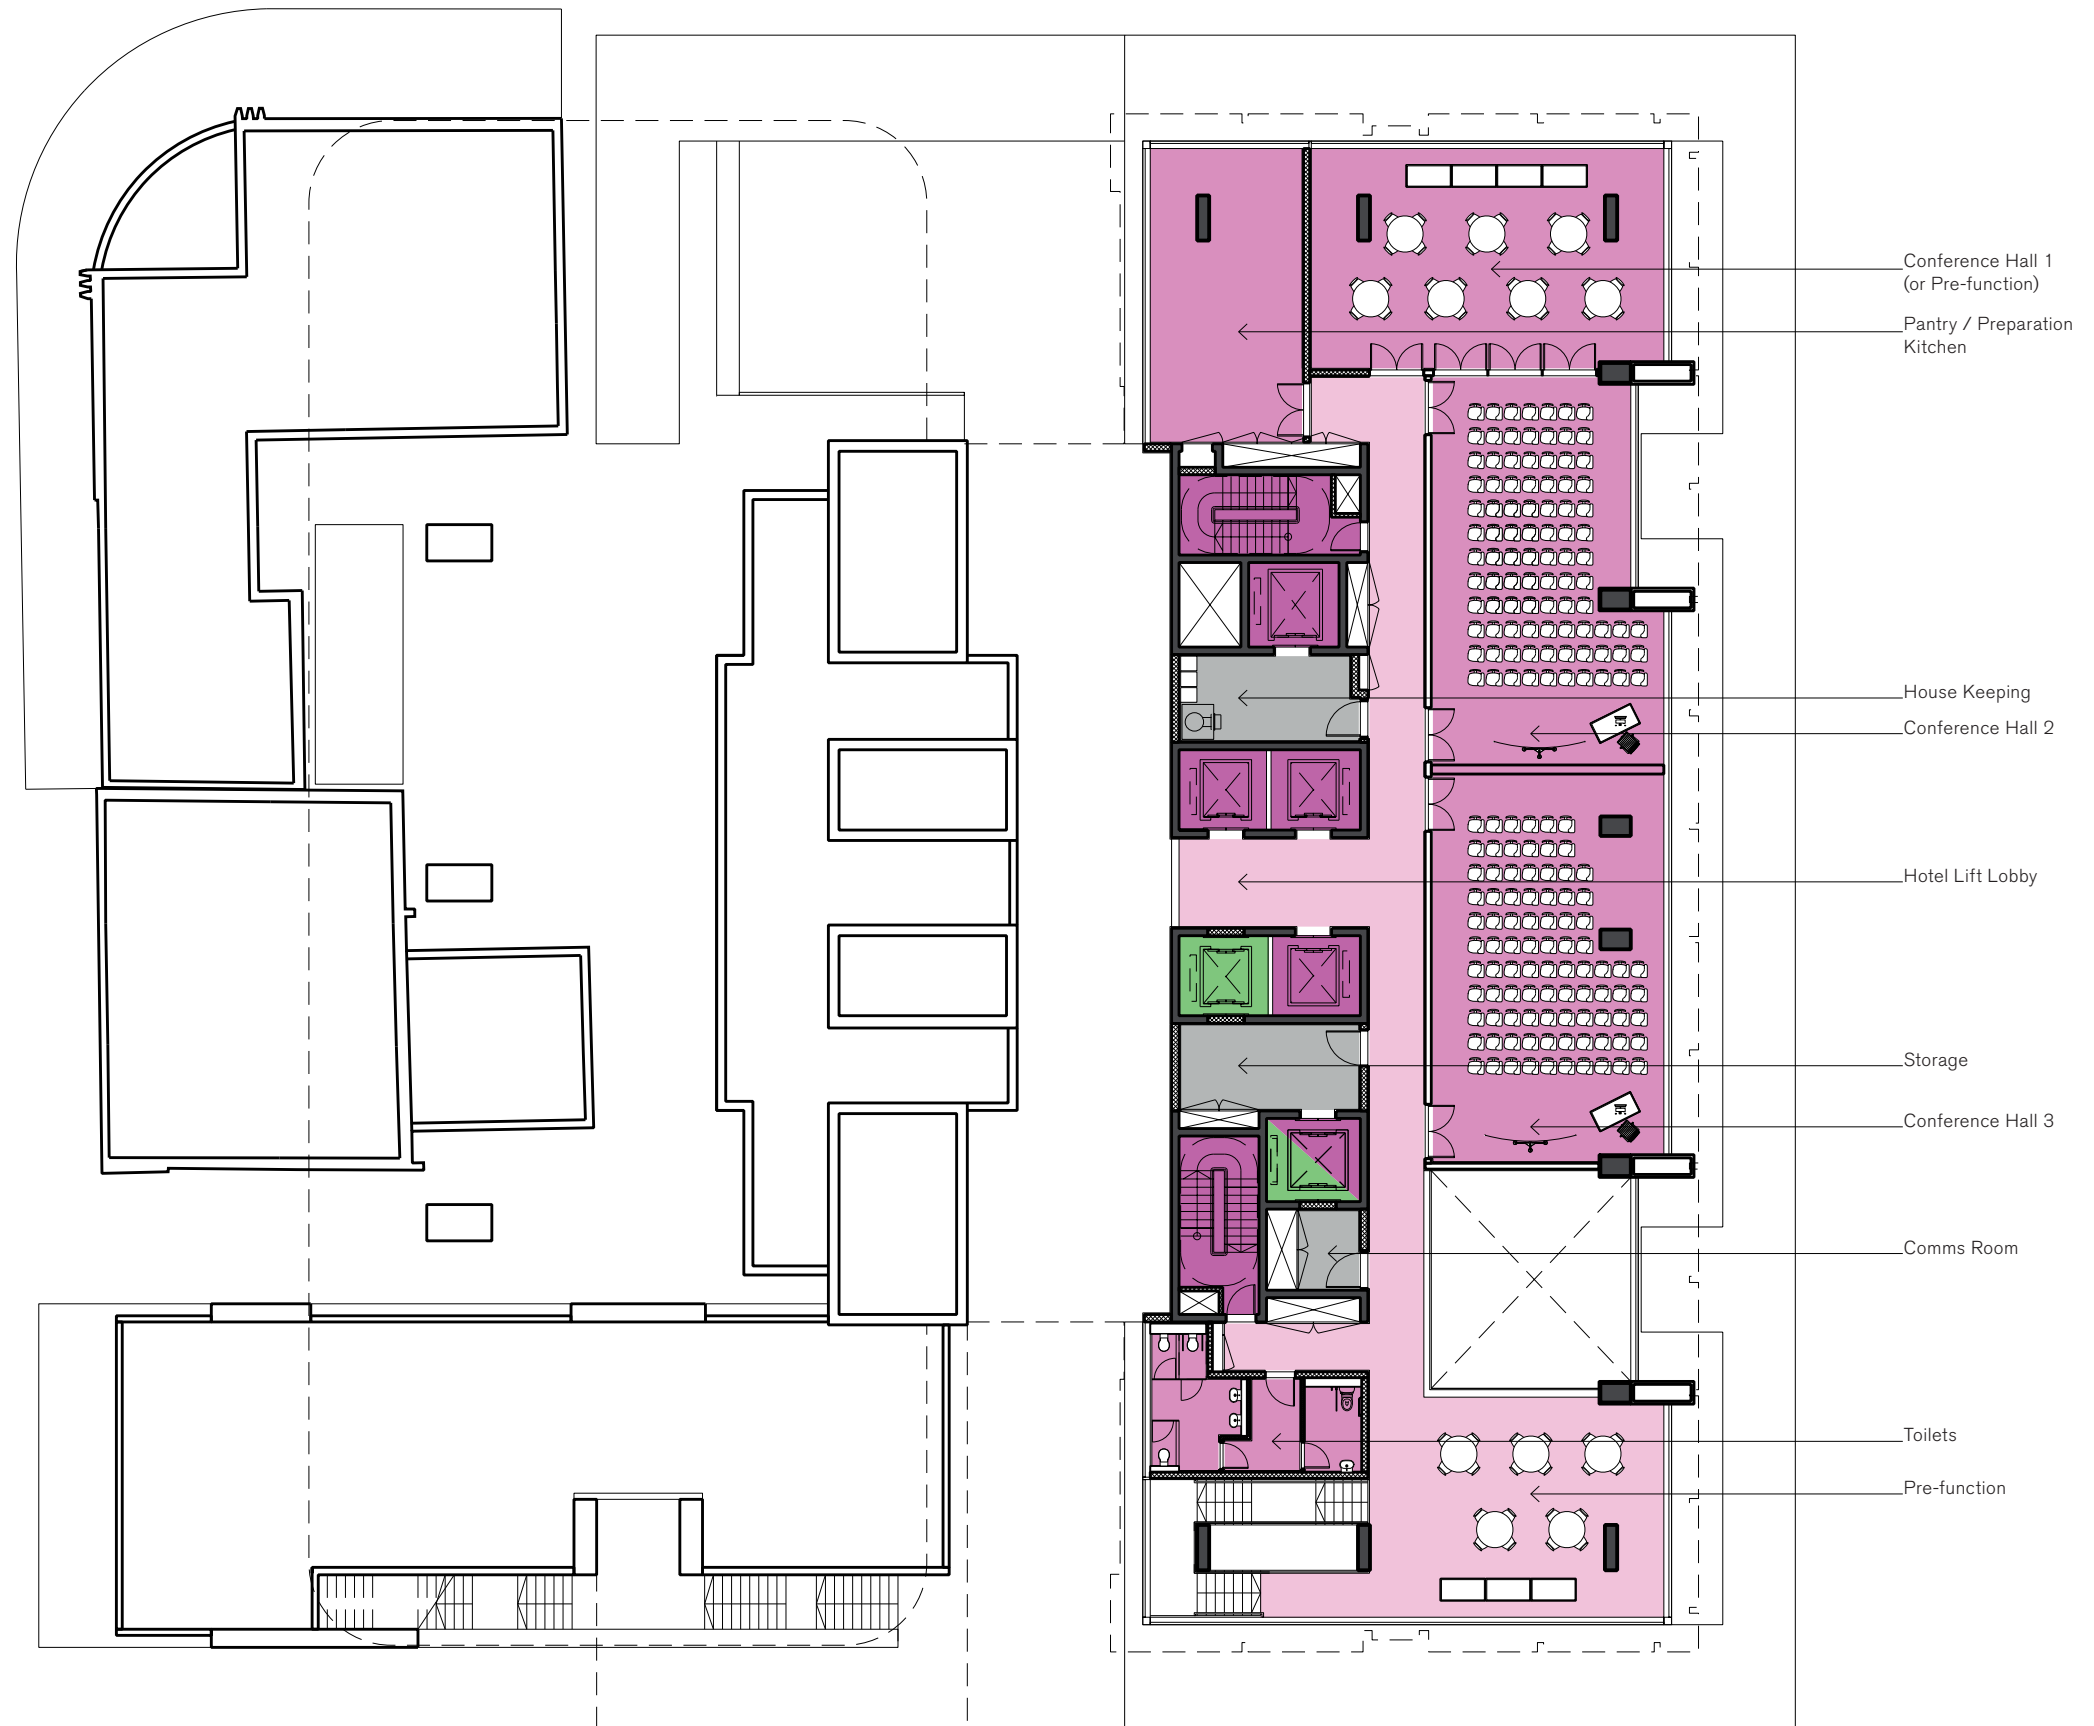 Conference Hall 1
(or Pre-function)
Pantry / Preparation
Kitchen
House Keeping
Conference Hall 2
Hotel Lift Lobby
Storage
Conference Hall 3
Comms Room
Toilets
Pre-function